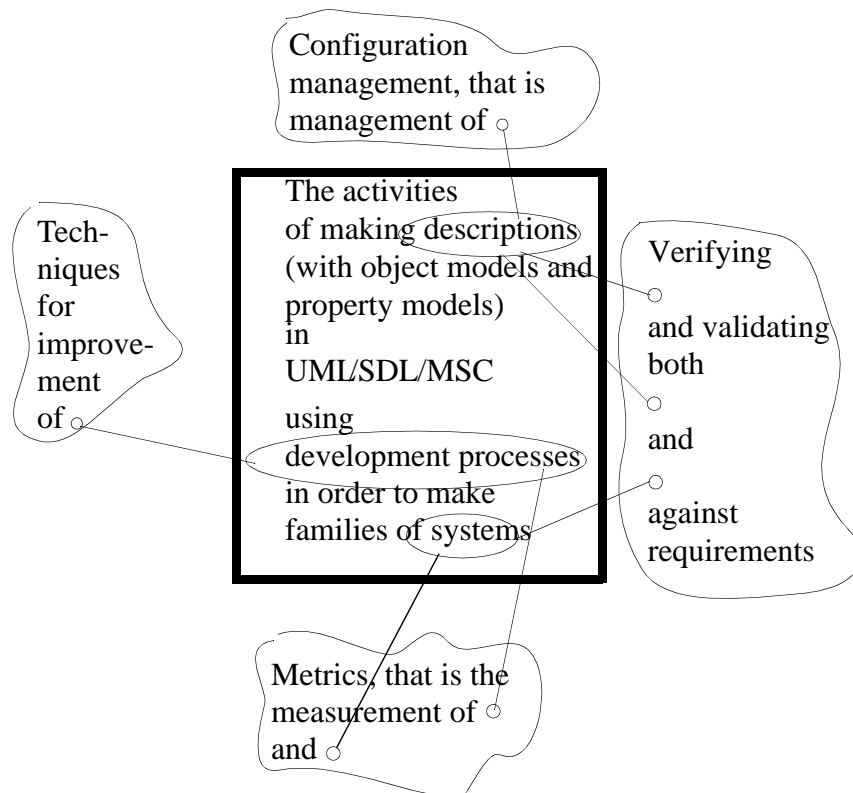 Configuration
management, that is
management of
The activities
of making descriptions
(with object models and
property models)
in
UML/SDL/MSC
using
development processes
in order to make
families of systems
Tech-
niques
for
improve-
ment
of
Verifying
and validating
both
and
against
requirements
Metrics, that is the
measurement of
and